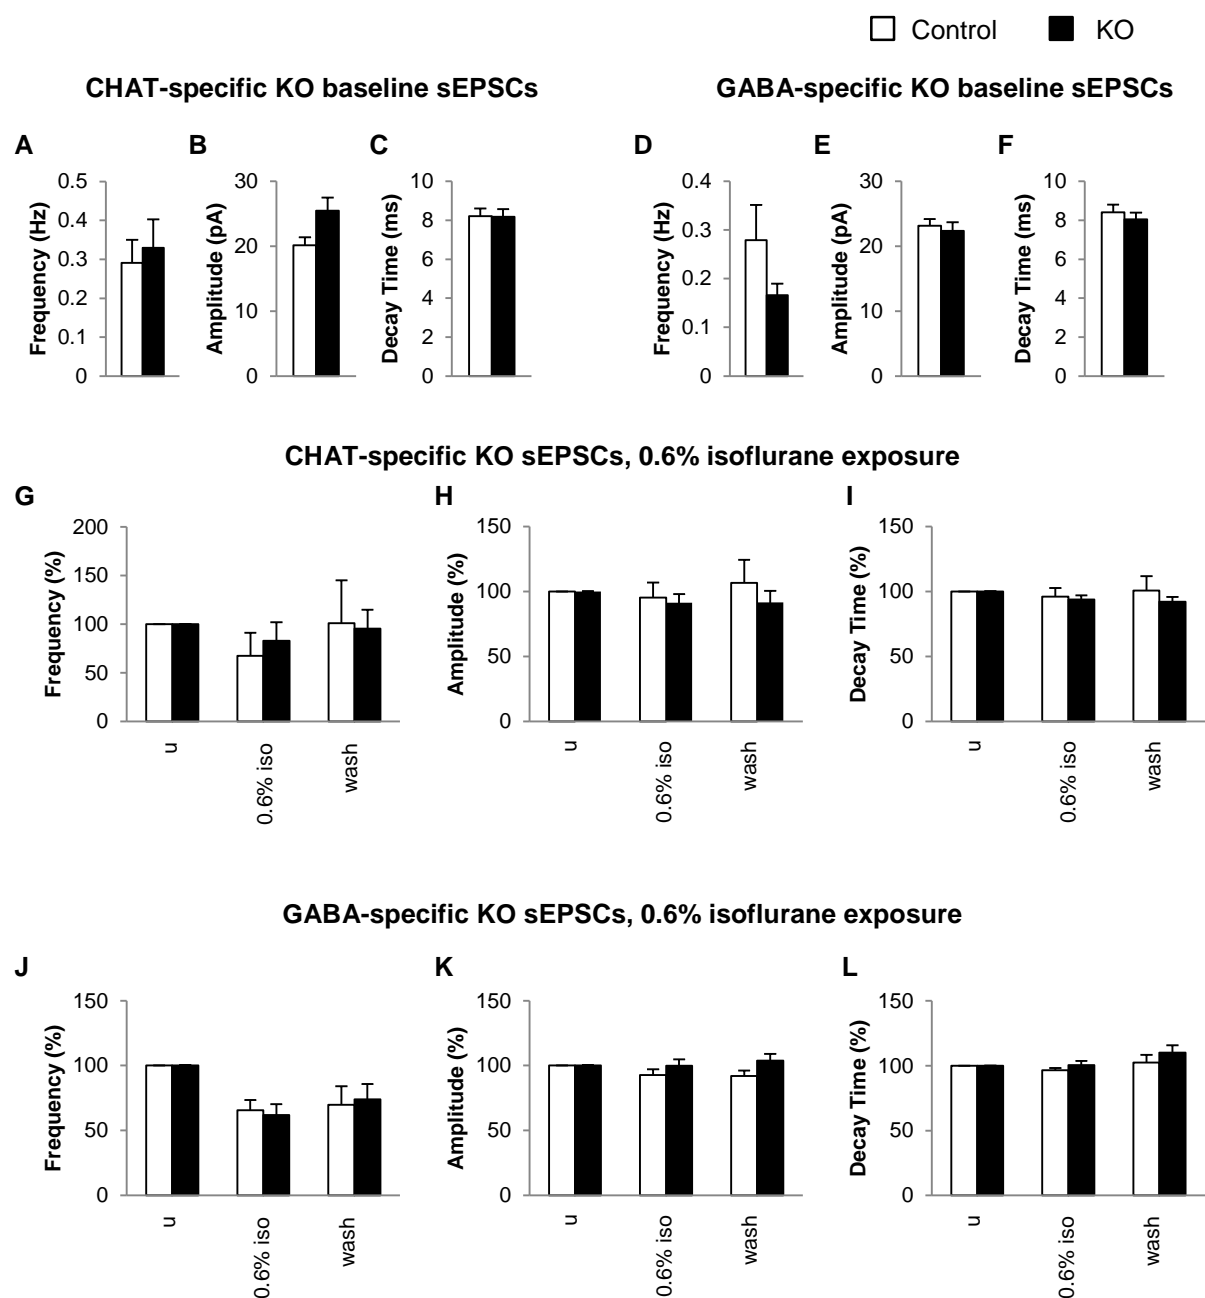 Control KO
CHAT-specific KO baseline sEPSCs
GABA-specific KO baseline sEPSCs
A
Frequency (Hz)
0.5
0.4
0.3
0.2
0.1
0
B
Amplitude (pA)
30
20
10
0
C
Decay Time (ms)
10
8
6
4
2
0
D
Frequency (Hz)
0.4
0.3
0.2
0.1
0
E
Amplitude (pA)
30
20
10
0
F
Decay Time (ms)
10
8
6
4
2
0
CHAT-specific KO sEPSCs, 0.6% isoflurane exposure
G
Frequency (%)
200
150
100
50
0
u
0.6% iso
wash
H
Amplitude (%)
150
100
50
0
u
0.6% iso
wash
I
Decay Time (%)
150
100
50
0
u
0.6% iso
wash
GABA-specific KO sEPSCs, 0.6% isoflurane exposure
J
Frequency (%)
150
100
50
0
u
0.6% iso
wash
K
Amplitude (%)
150
100
50
0
u
0.6% iso
wash
L
Decay Time (%)
150
100
50
0
u
0.6% iso
wash